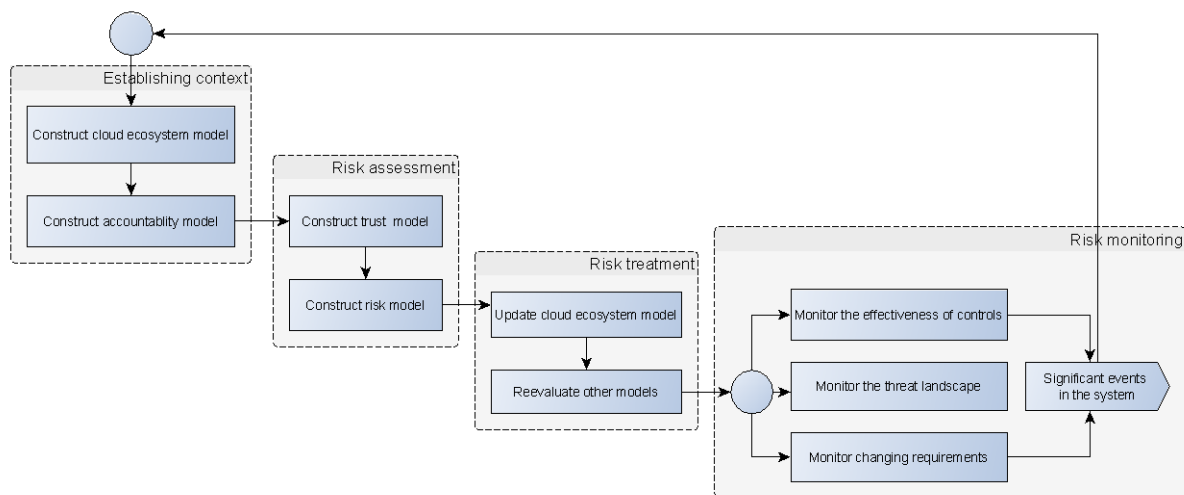 Establishing context
Construct cloud ecosystem model
Construct accountablity model
Risk assessment
Construct trust model
Construct risk model
Risk treatment
Update cloud ecosystem model
Reevaluate other models
Risk monitoring
Monitor the effectiveness of controls
Monitor the threat landscape
Monitor changing requirements
Significant events
in the system